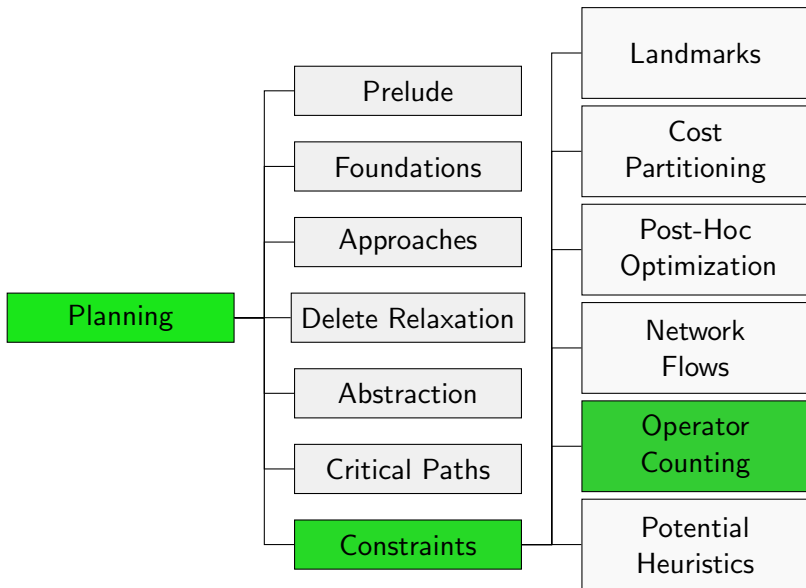 Planning
Prelude
Foundations
Approaches
Delete Relaxation
Abstraction
Critical Paths
Constraints
Landmarks
Cost
Partitioning
Post-Hoc
Optimization
Network
Flows
Operator
Counting
Potential
Heuristics